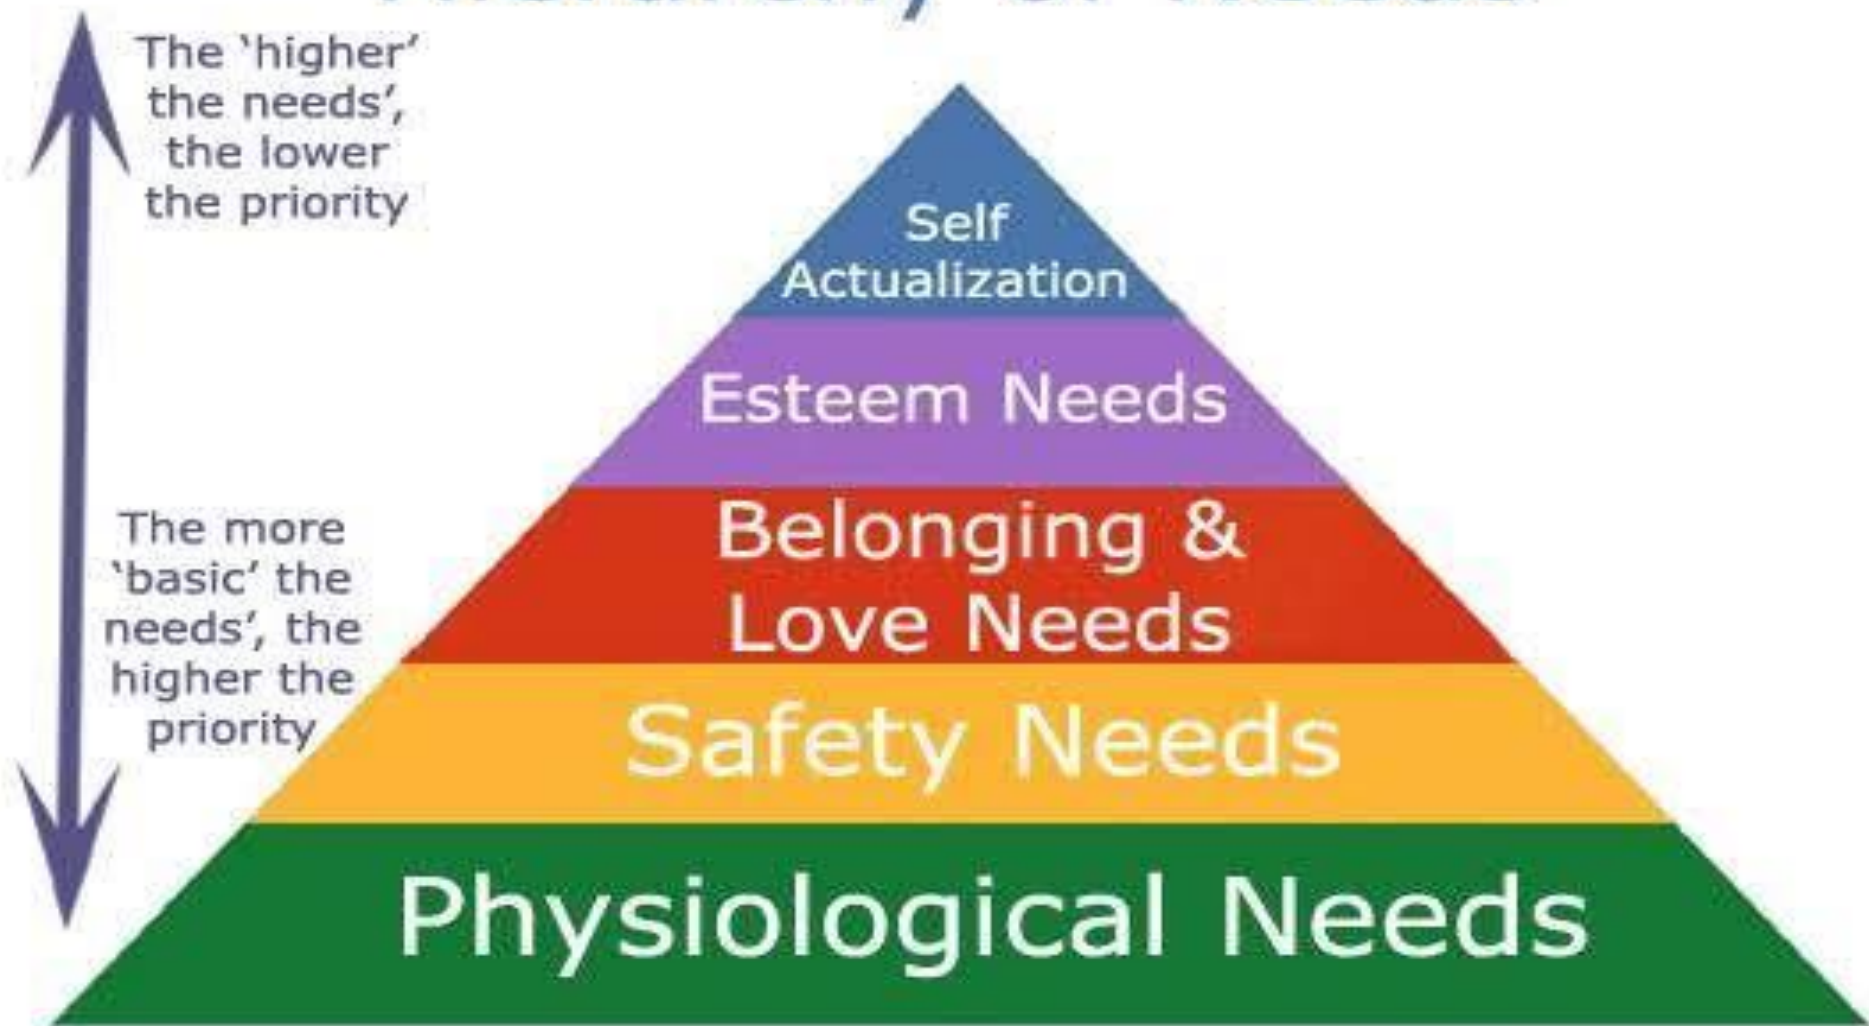 The ‘higher’
the needs’,
the lower
the priority
Self
Actualization
Esteem Needs
Belonging &
Love Needs
The more
‘basic’ the
needs’, the
higher the
priority
Safety Needs
Physiological Needs